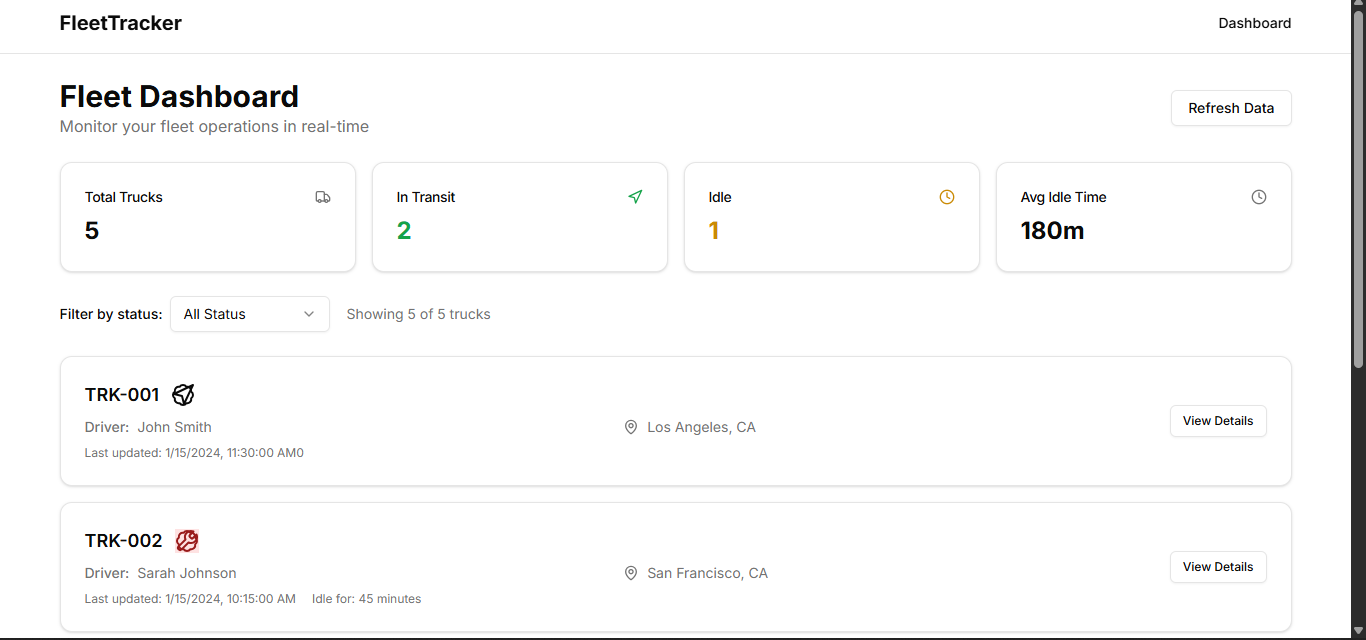 FleetTracker
Dashboard
Fleet Dashboard
Monitor your fleet operations in real-time
Refresh Data
Total Trucks
5
In Transit
2
Idle
1
Avg Idle Time
180m
Filter by status:
All Status
Showing 5 of 5 trucks
TRK-001
Driver: John Smith
Los Angeles, CA
Last updated: 1/15/2024, 11:30:00 AM0
View Details
TRK-002
Driver: Sarah Johnson
San Francisco, CA
Last updated: 1/15/2024, 10:15:00 AM Idle for: 45 minutes
View Details